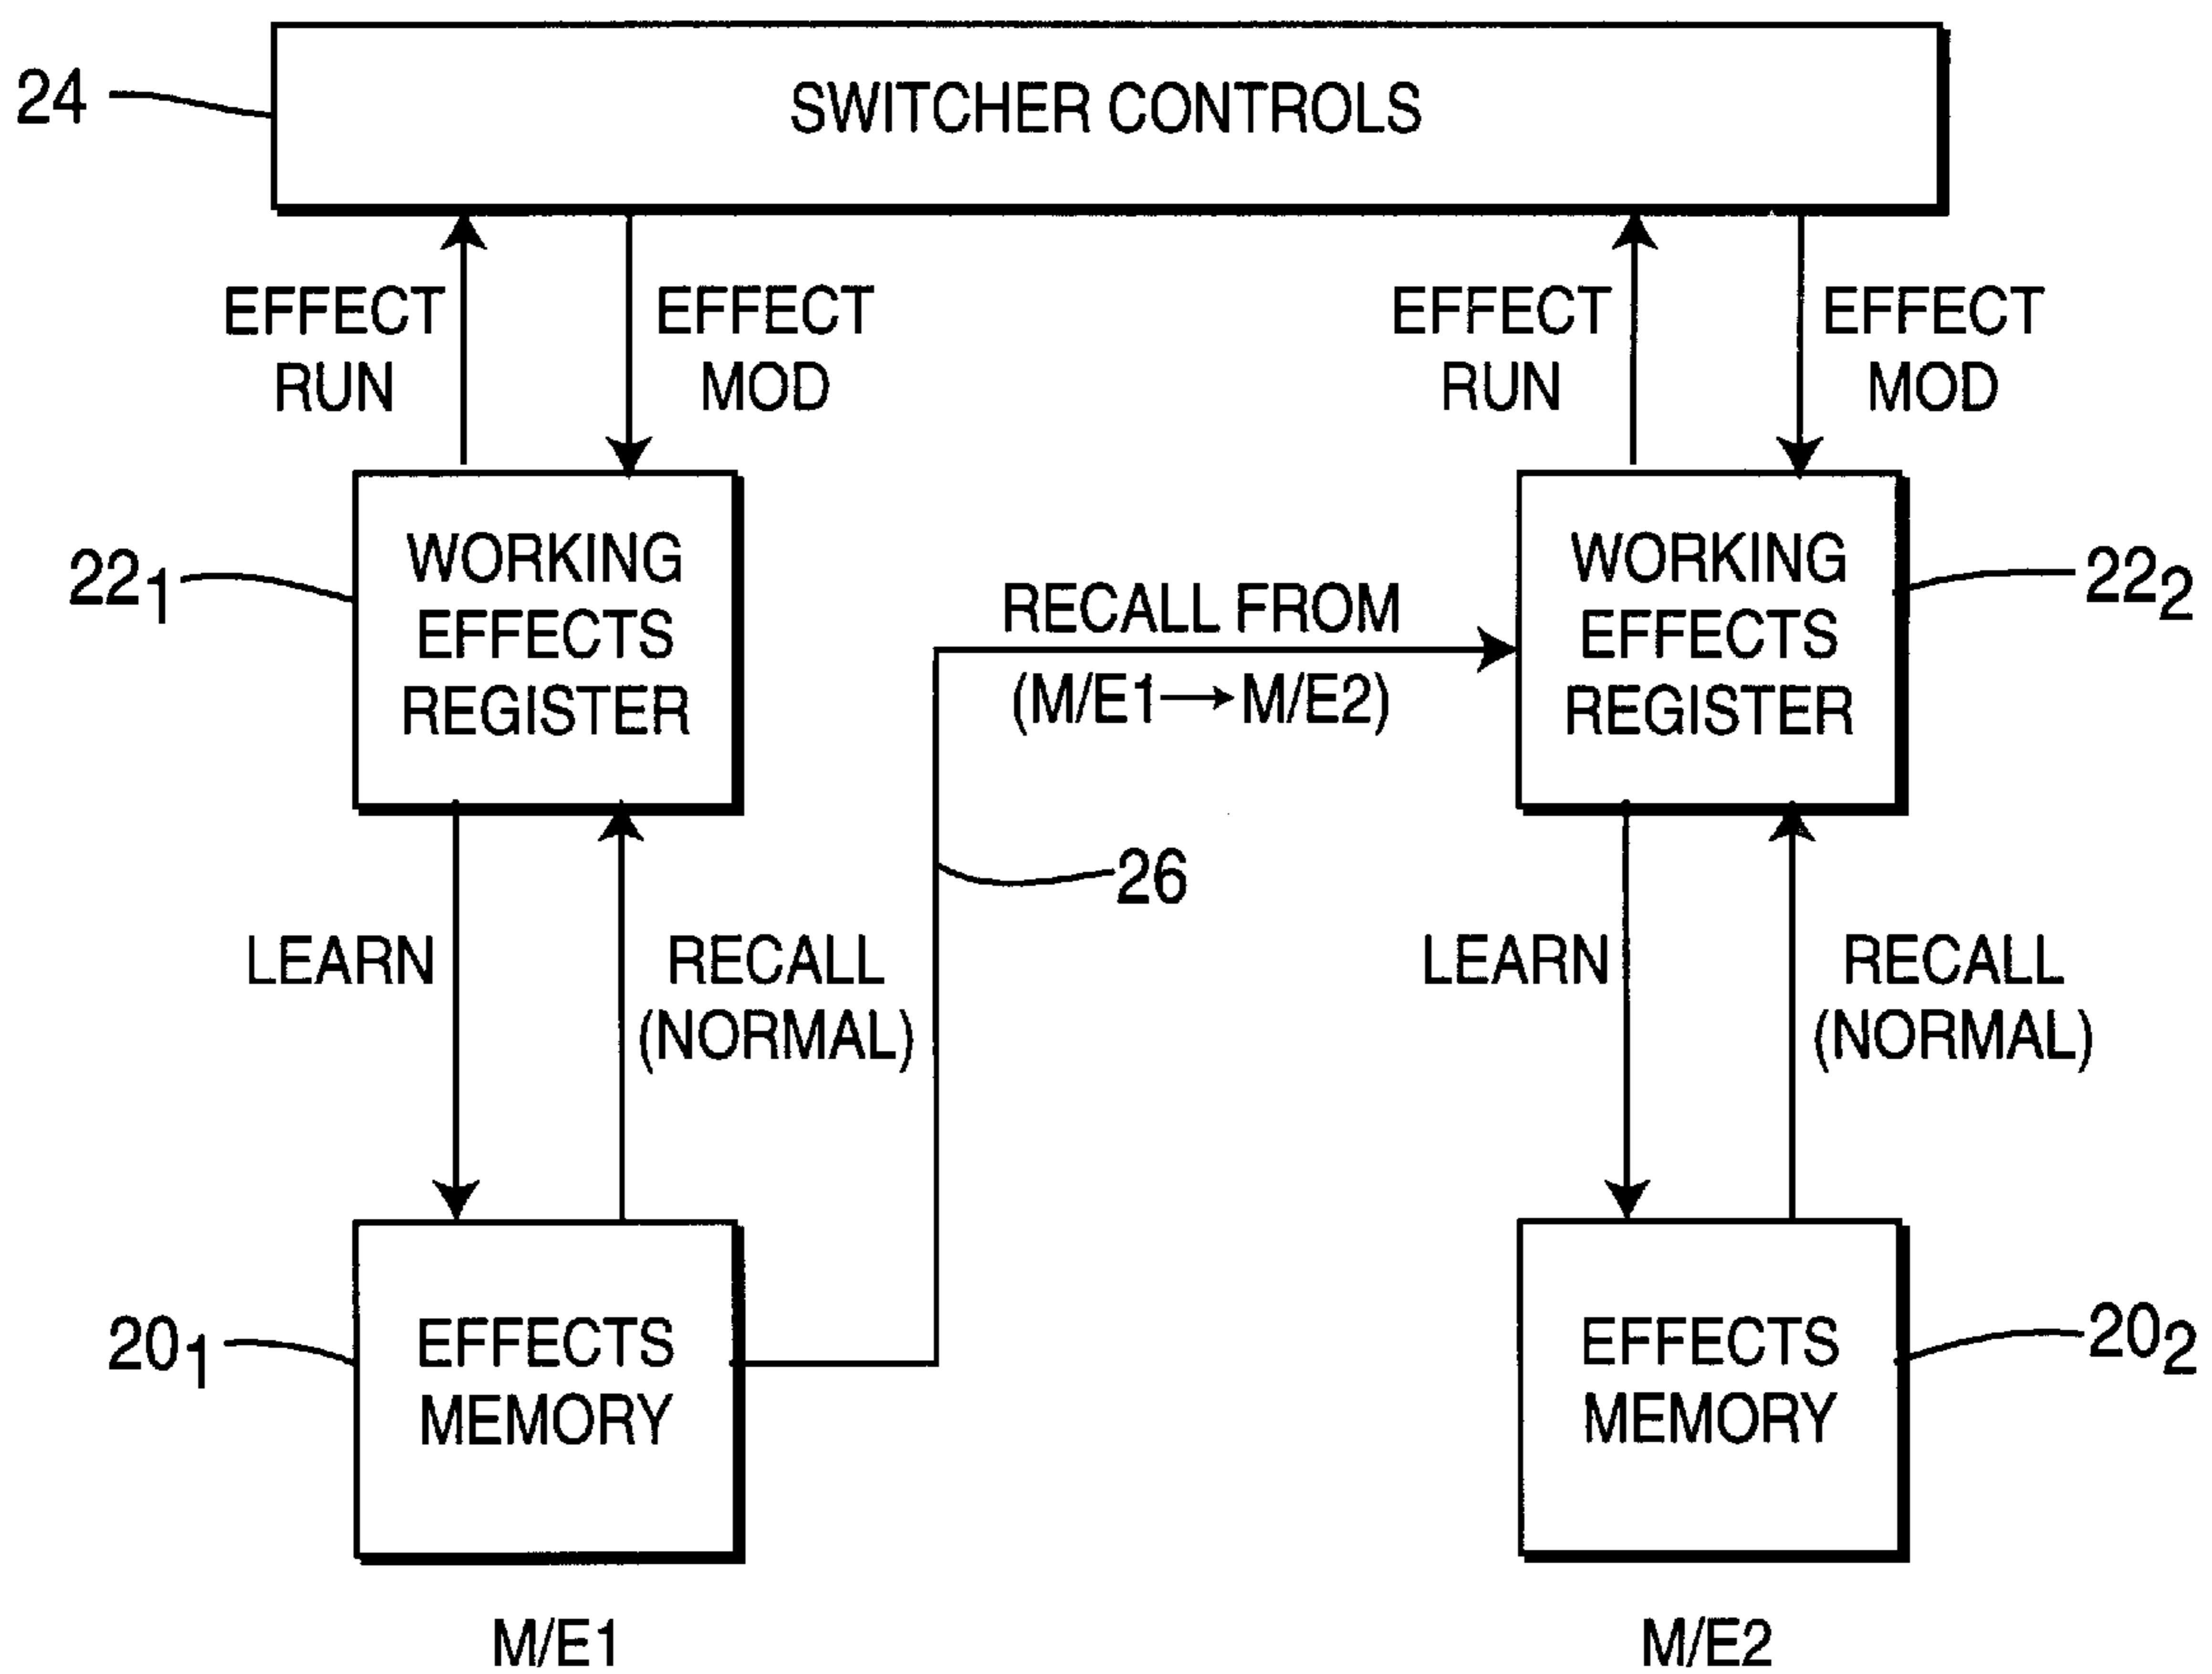 24
SWITCHER CONTROLS
EFFECT
RUN
EFFECT
MOD
EFFECT
RUN
EFFECT
MOD
22₁
WORKING
EFFECTS
REGISTER
RECALL FROM
(M/E1→M/E2)
WORKING
EFFECTS
REGISTER
22₂
26
LEARN
RECALL
(NORMAL)
LEARN
RECALL
(NORMAL)
20₁
EFFECTS
MEMORY
EFFECTS
MEMORY
20₂
M/E1
M/E2